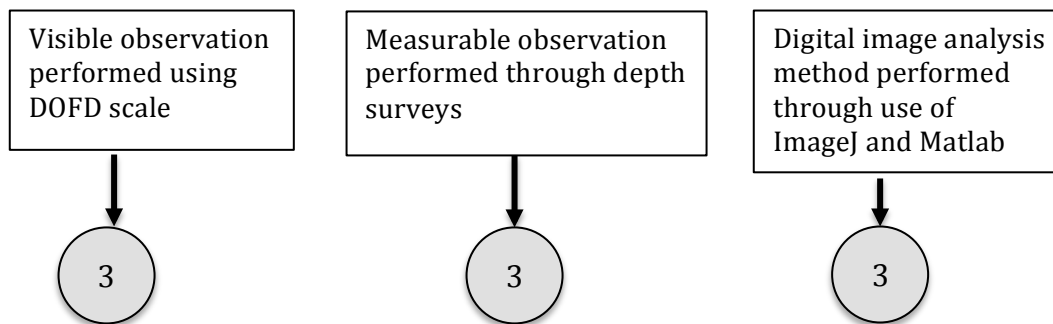 Visible observation
performed using
DOFD scale
Measurable observation
performed through depth
surveys
Digital image analysis
method performed
through use of
ImageJ and Matlab
3
3
3